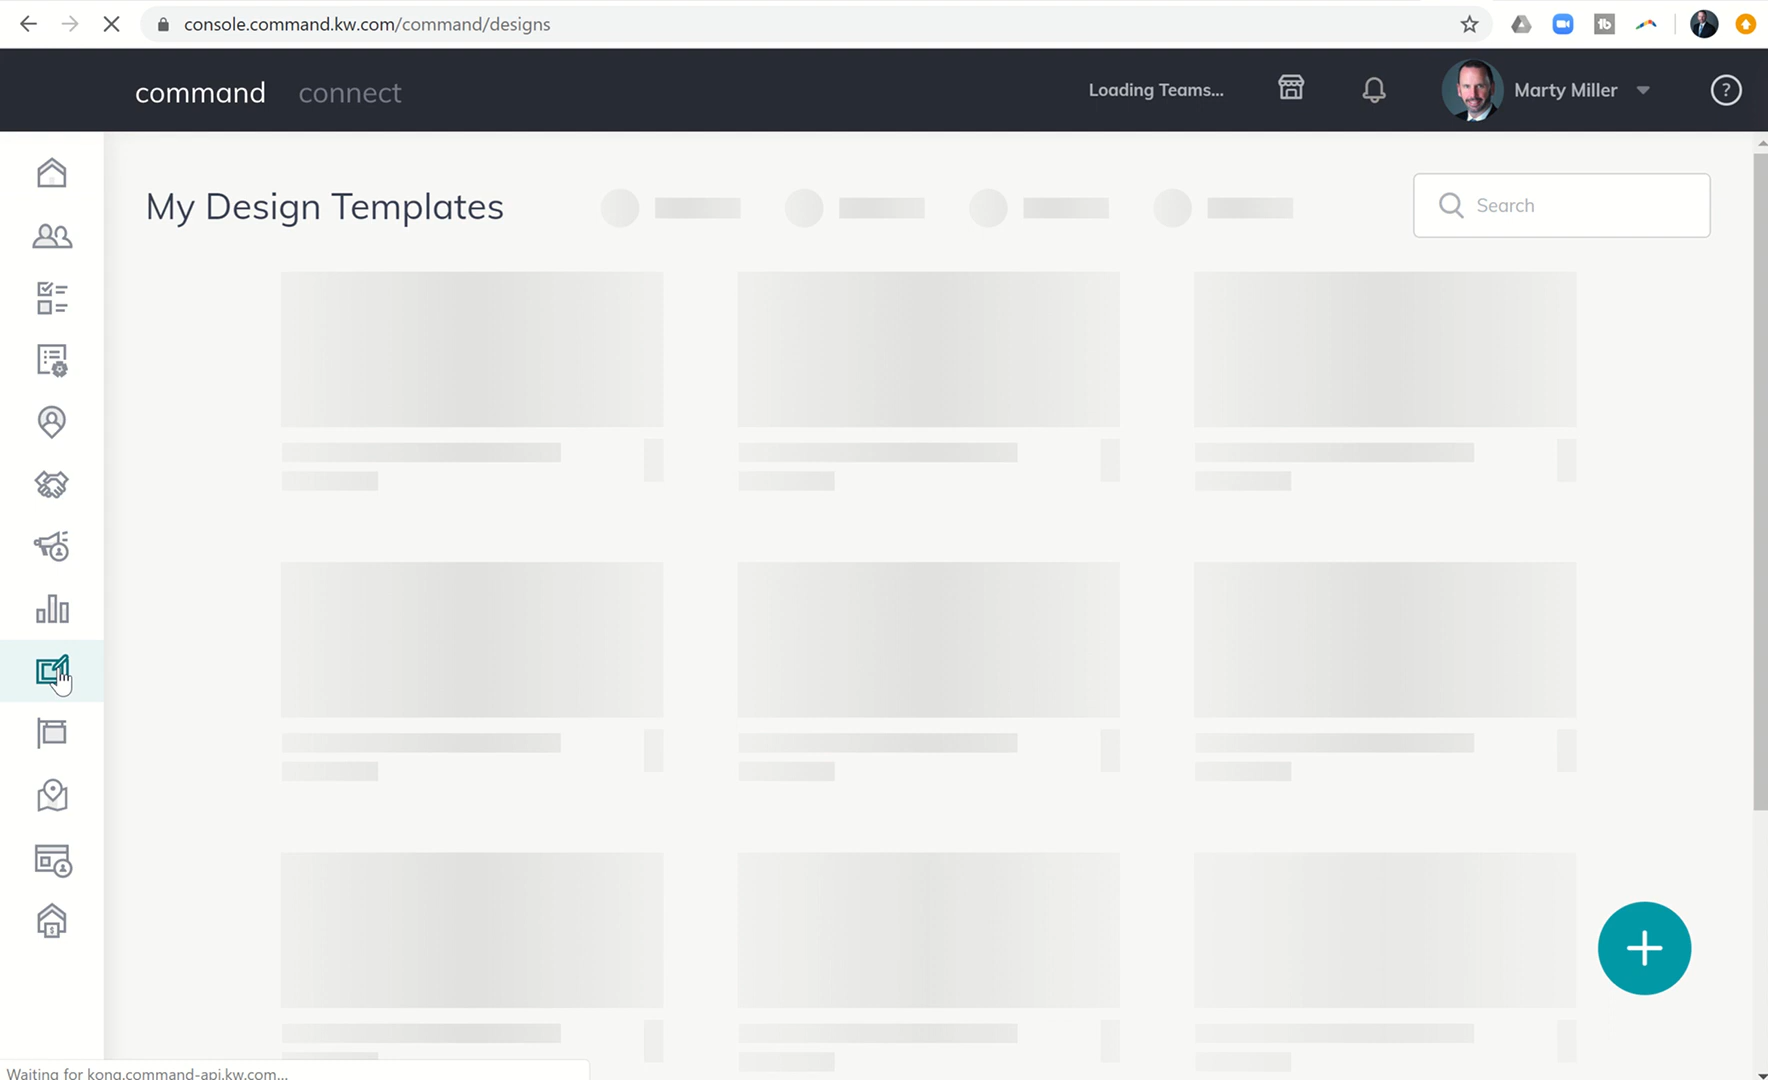 console.command.kw.com/command/designs
command connect Loading Teams... Marty Miller ?
My Design Templates Search
Waiting for kong.command-api.kw.com...